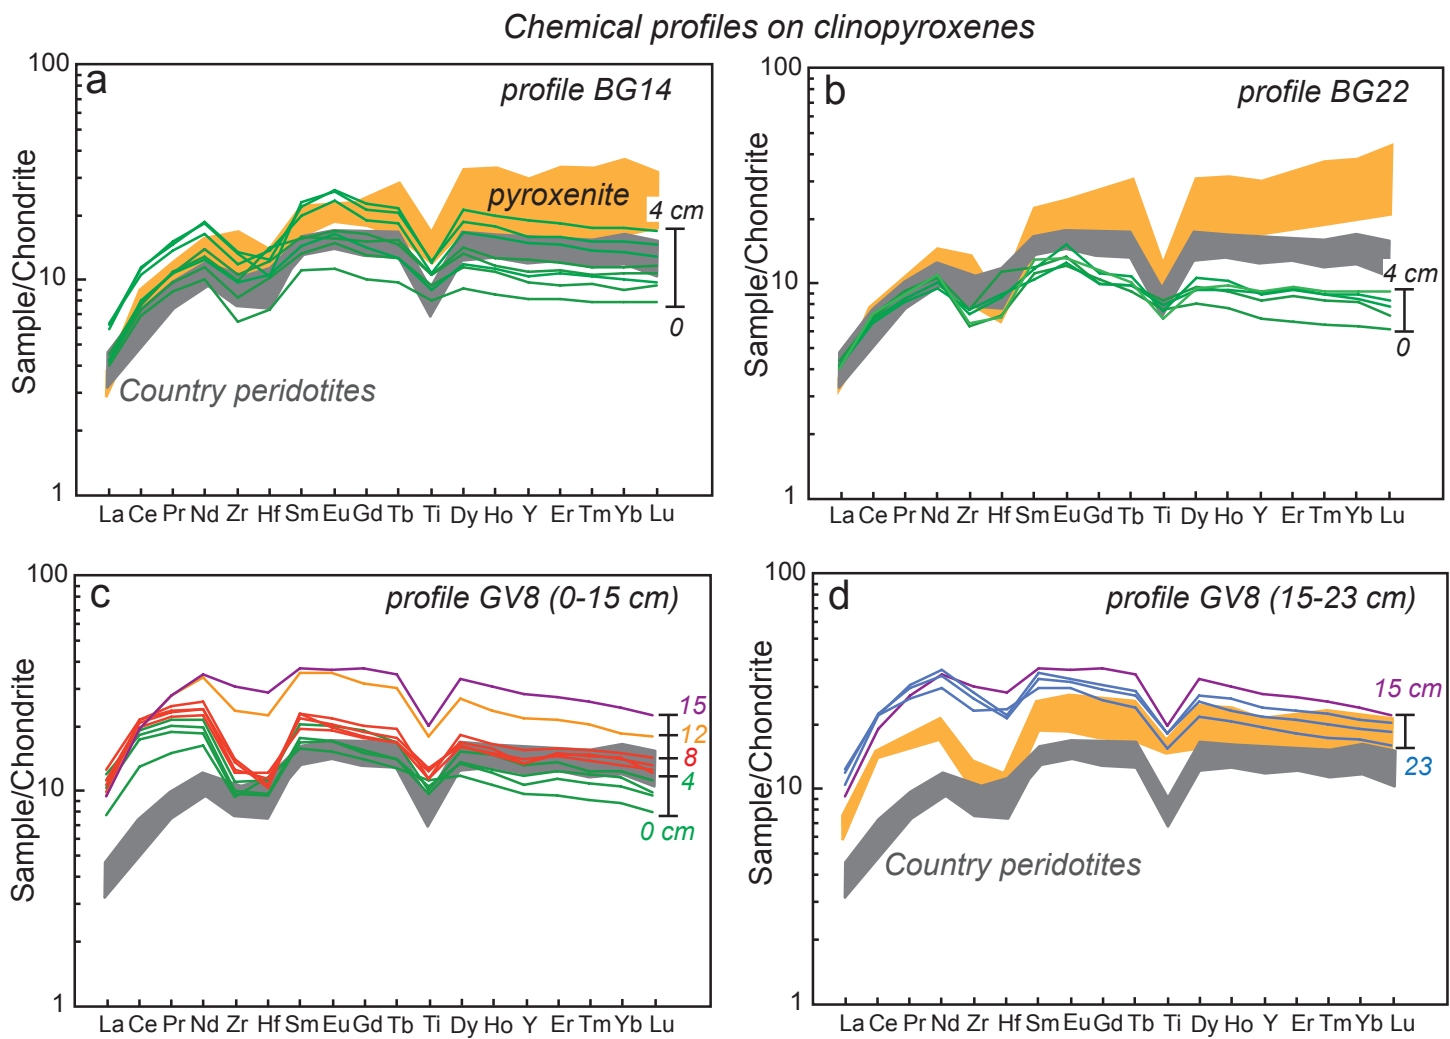 Chemical profiles on clinopyroxenes
a
profile BG14
100
10
1
Sample/Chondrite
pyroxenite
4 cm
0
Country peridotites
La Ce Pr Nd Zr Hf Sm Eu Gd Tb Ti Dy Ho Y Er Tm Yb Lu
b
profile BG22
100
10
1
Sample/Chondrite
4 cm
0
La Ce Pr Nd Zr Hf Sm Eu Gd Tb Ti Dy Ho Y Er Tm Yb Lu
c
profile GV8 (0-15 cm)
100
10
1
Sample/Chondrite
15
12
8
4
0 cm
La Ce Pr Nd Zr Hf Sm Eu Gd Tb Ti Dy Ho Y Er Tm Yb Lu
d
profile GV8 (15-23 cm)
100
10
1
Sample/Chondrite
15 cm
23
Country peridotites
La Ce Pr Nd Zr Hf Sm Eu Gd Tb Ti Dy Ho Y Er Tm Yb Lu